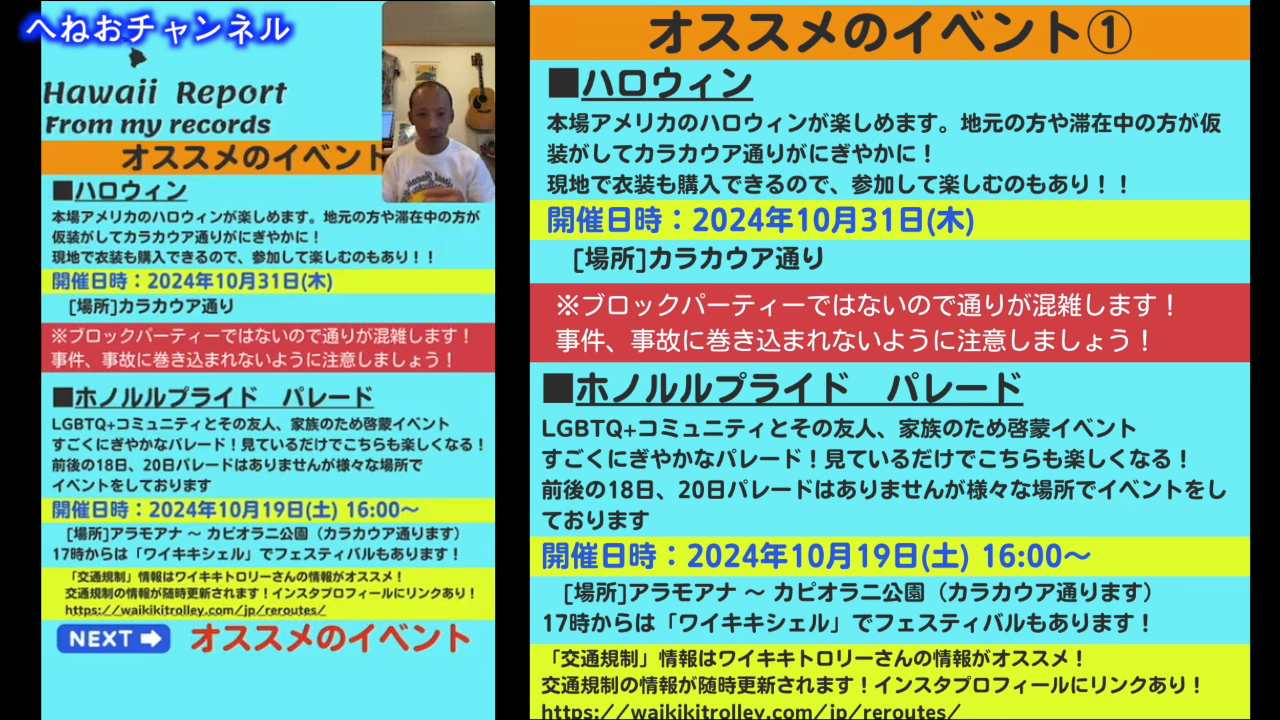 へねおチャンネル
Hawaii Report
From my records
オススメのイベント
■ハロウィン
本場アメリカのハロウィンが楽しめます。地元の方や滞在中の方が
仮装がしてカラカウア通りがにぎやかに！
現地で衣装も購入できるので、参加して楽しむのもあり！！
開催日時：2024年10月31日(木)
[場所]カラカウア通り
※ブロックパーティーではないので通りが混雑します！
事件、事故に巻き込まれないように注意しましょう！
■ホノルルプライド　パレード
LGBTQ+コミュニティとその友人、家族のため啓蒙イベント
すごくにぎやかなパレード！見ているだけでこちらも楽しくなる！
前後の18日、20日パレードはありませんが様々な場所で
イベントをしております
開催日時：2024年10月19日(土) 16:00〜
[場所]アラモアナ 〜 カピオラニ公園（カラカウア通ります）
17時からは「ワイキキシェル」でフェスティバルもあります！
「交通規制」情報はワイキキトロリーさんの情報がオススメ！
交通規制の情報が随時更新されます！インスタプロフィールにリンクあり！
https://waikikitrolley.com/jp/reroutes/
NEXT ➡ オススメのイベント
オススメのイベント①
■ハロウィン
本場アメリカのハロウィンが楽しめます。地元の方や滞在中の方が仮
装がしてカラカウア通りがにぎやかに！
現地で衣装も購入できるので、参加して楽しむのもあり！！
開催日時：2024年10月31日(木)
[場所]カラカウア通り
※ブロックパーティーではないので通りが混雑します！
事件、事故に巻き込まれないように注意しましょう！
■ホノルルプライド　パレード
LGBTQ+コミュニティとその友人、家族のため啓蒙イベント
すごくにぎやかなパレード！見ているだけでこちらも楽しくなる！
前後の18日、20日パレードはありませんが様々な場所でイベントをし
ております
開催日時：2024年10月19日(土) 16:00〜
[場所]アラモアナ 〜 カピオラニ公園（カラカウア通ります）
17時からは「ワイキキシェル」でフェスティバルもあります！
「交通規制」情報はワイキキトロリーさんの情報がオススメ！
交通規制の情報が随時更新されます！インスタプロフィールにリンクあり！
https://waikikitrolley.com/jp/reroutes/